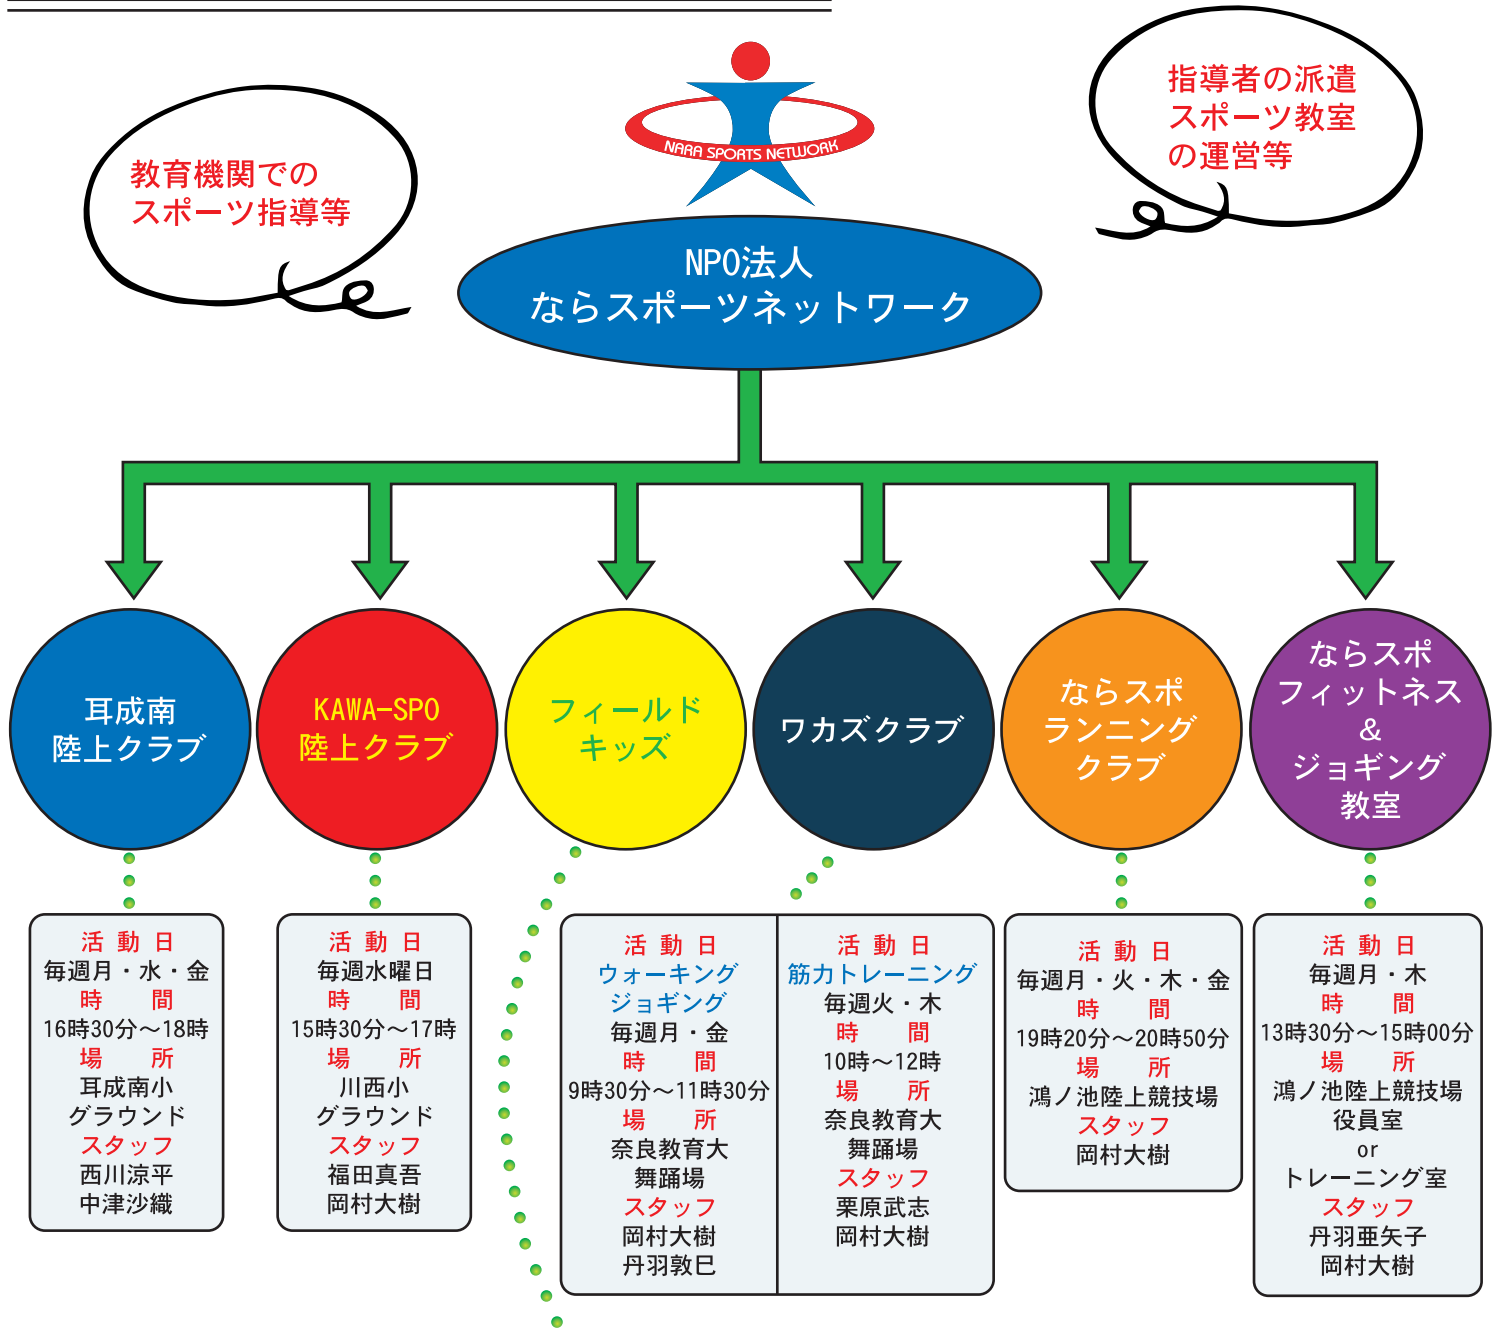 教育機関での
スポーツ指導等
NARA SPORTS NETWORK
指導者の派遣
スポーツ教室
の運営等
NPO法人
ならスポーツネットワーク
耳成南
陸上クラブ
KAWA-SPO
陸上クラブ
フィールド
キッズ
ワカズクラブ
ならスポ
ランニング
クラブ
ならスポ
フィットネス
&
ジョギング
教室
活動日
毎週月・水・金
時 間
16時30分～18時
場 所
耳成南小
グラウンド
スタッフ
西川涼平
中津沙織
活動日
毎週水曜日
時 間
15時30分～17時
場 所
川西小
グラウンド
スタッフ
福田真吾
岡村大樹
活動日
ウォーキング
ジョギング
毎週月・金
時 間
9時30分～11時30分
場 所
奈良教育大
舞踊場
スタッフ
岡村大樹
丹羽敦巳
活動日
筋力トレーニング
毎週火・木
時 間
10時～12時
場 所
奈良教育大
舞踊場
スタッフ
栗原武志
岡村大樹
活動日
毎週月・火・木・金
時 間
19時20分～20時50分
場 所
鴻ノ池陸上競技場
スタッフ
岡村大樹
活動日
毎週月・木
時 間
13時30分～15時00分
場 所
鴻ノ池陸上競技場
役員室
or
トレーニング室
スタッフ
丹羽亜矢子
岡村大樹